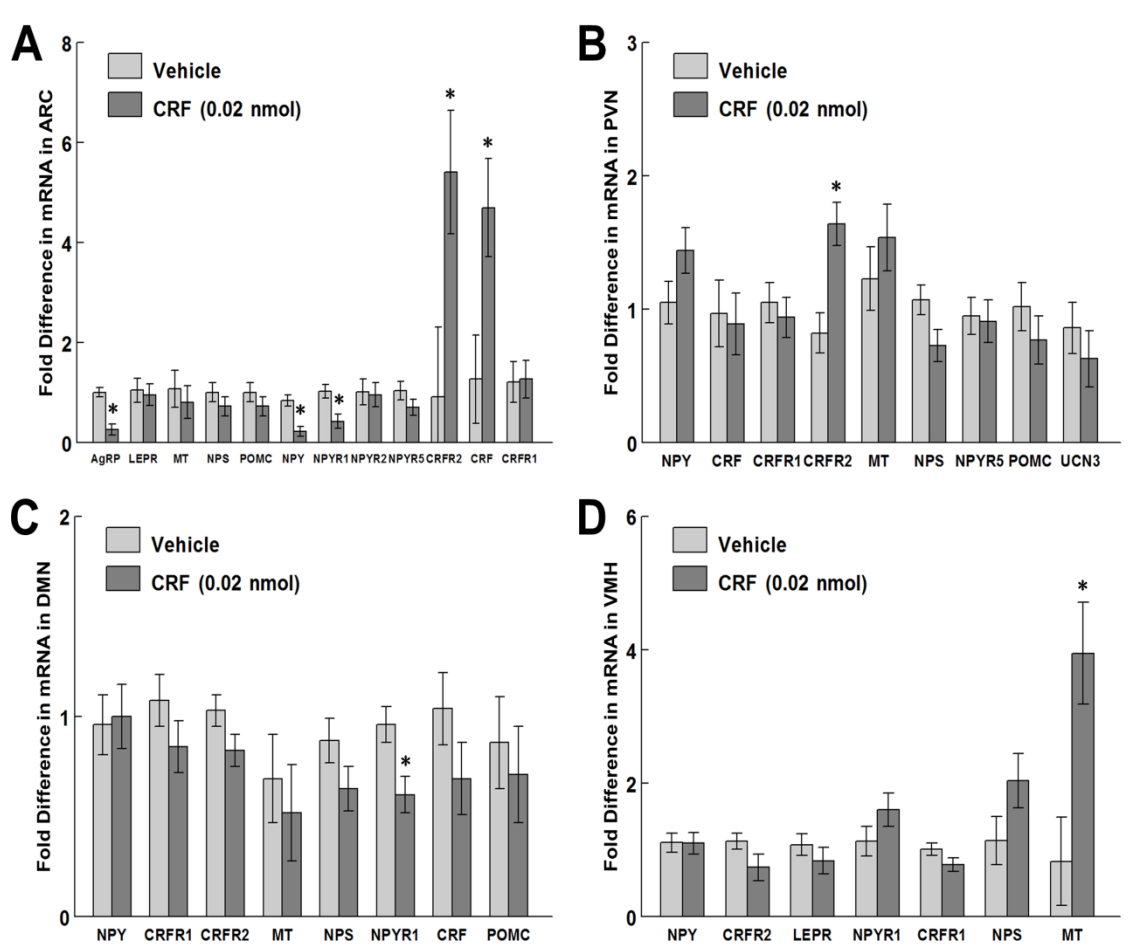 A
Fold Difference in mRNA in ARC
8
6
4
2
0
Vehicle
CRF (0.02 nmol)
*
*
*
*
*
AgRP LEPR MT NPS POMC NPY NPYR1 NPYR2 NPYR5 CRFR2 CRF CRFR1
B
Fold Difference in mRNA in PVN
3
2
1
0
Vehicle
CRF (0.02 nmol)
*
NPY CRF CRFR1 CRFR2 MT NPS NPYR5 POMC UCN3
C
Fold Difference in mRNA in DMN
2
1
0
Vehicle
CRF (0.02 nmol)
*
NPY CRFR1 CRFR2 MT NPS NPYR1 CRF POMC
D
Fold Difference in mRNA in VMH
6
4
2
0
Vehicle
CRF (0.02 nmol)
*
NPY CRFR2 LEPR NPYR1 CRFR1 NPS MT